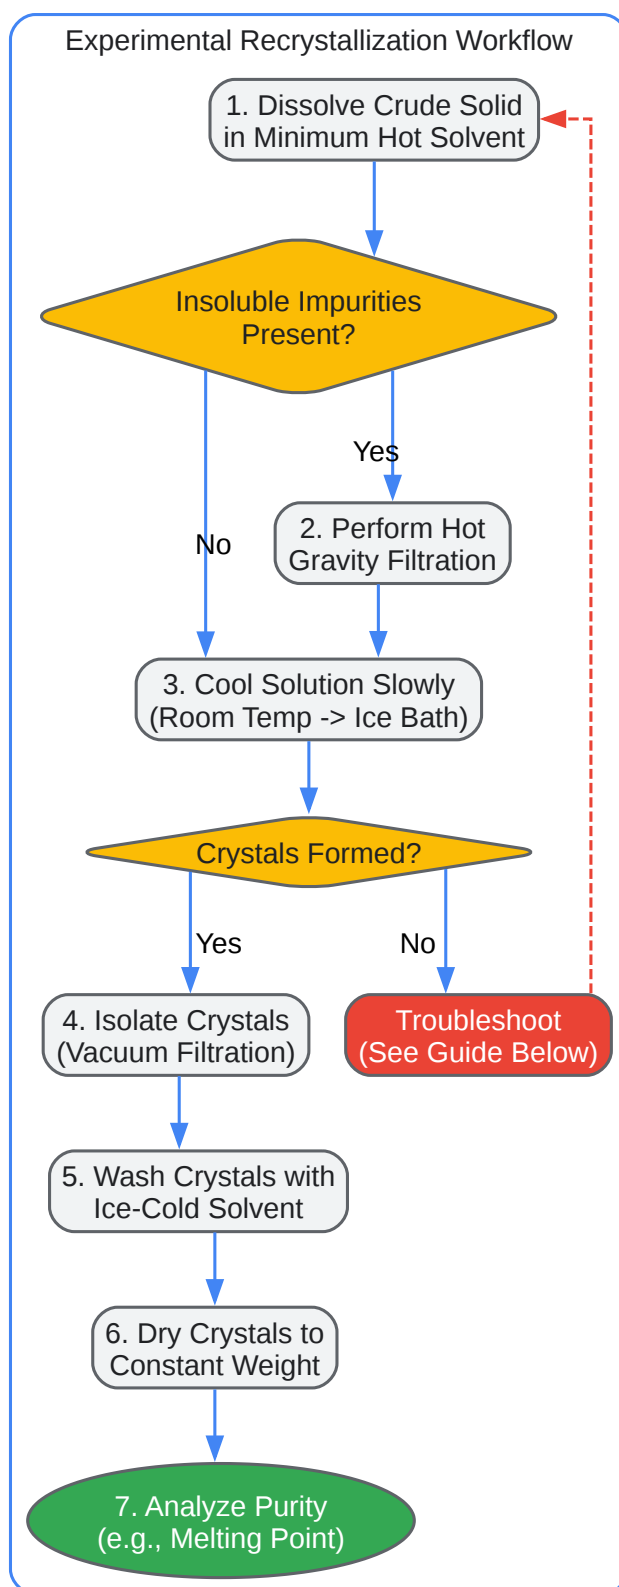 Experimental Recrystallization Workflow
1. Dissolve Crude Solid
in Minimum Hot Solvent
Insoluble Impurities
Present?
Yes
No
2. Perform Hot
Gravity Filtration
3. Cool Solution Slowly
(Room Temp -> Ice Bath)
Crystals Formed?
Yes
No
4. Isolate Crystals
(Vacuum Filtration)
Troubleshoot
(See Guide Below)
5. Wash Crystals with
Ice-Cold Solvent
6. Dry Crystals to
Constant Weight
7. Analyze Purity
(e.g., Melting Point)